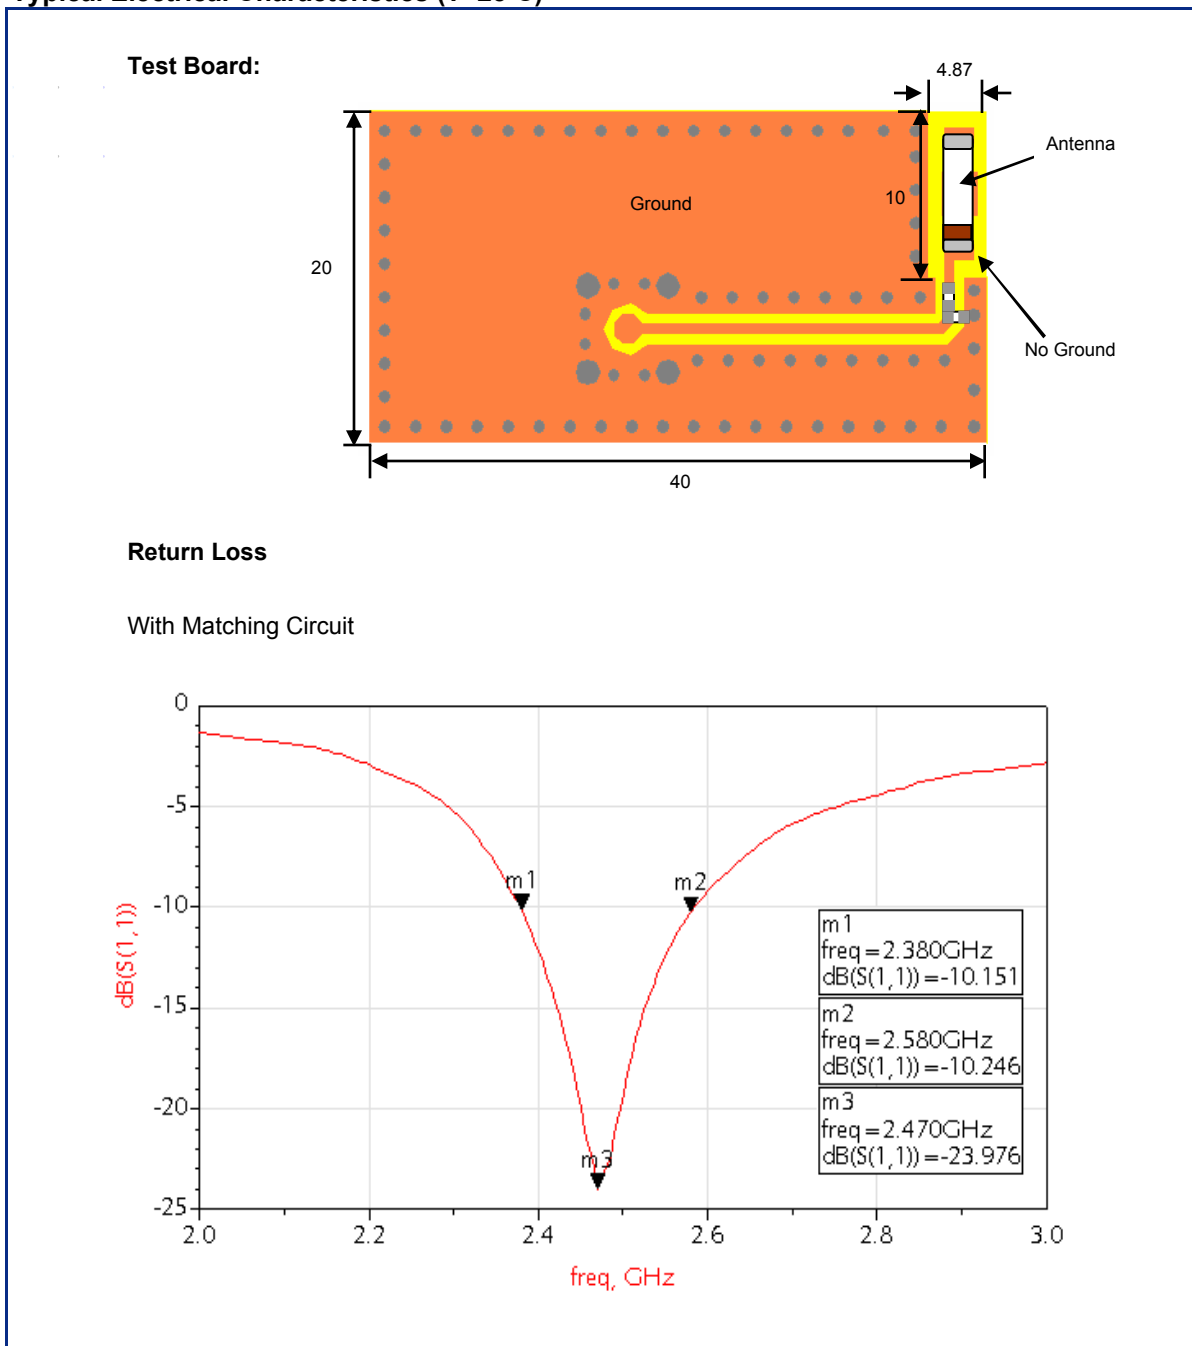 Test Board:
4.87
Antenna
10
Ground
20
No Ground
40
Return Loss
With Matching Circuit
0
-5
-10
-15
-20
-25
dB(S(1,1))
m1
m2
m3
m1
freq=2.380GHz
dB(S(1,1))=-10.151
m2
freq=2.580GHz
dB(S(1,1))=-10.246
m3
freq=2.470GHz
dB(S(1,1))=-23.976
2.0 2.2 2.4 2.6 2.8 3.0
freq, GHz